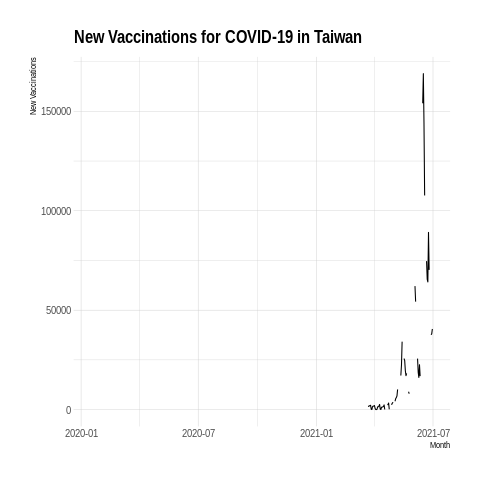 New Vaccinations for COVID-19 in Taiwan
New Vaccinations
150000
100000
50000
0
2020-01 2020-07 2021-01 2021-07
Month